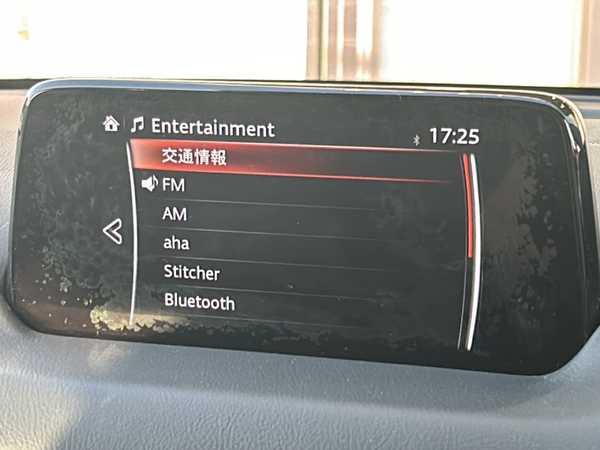 Entertainment
17:25
交通情報
FM
AM
aha
Stitcher
Bluetooth